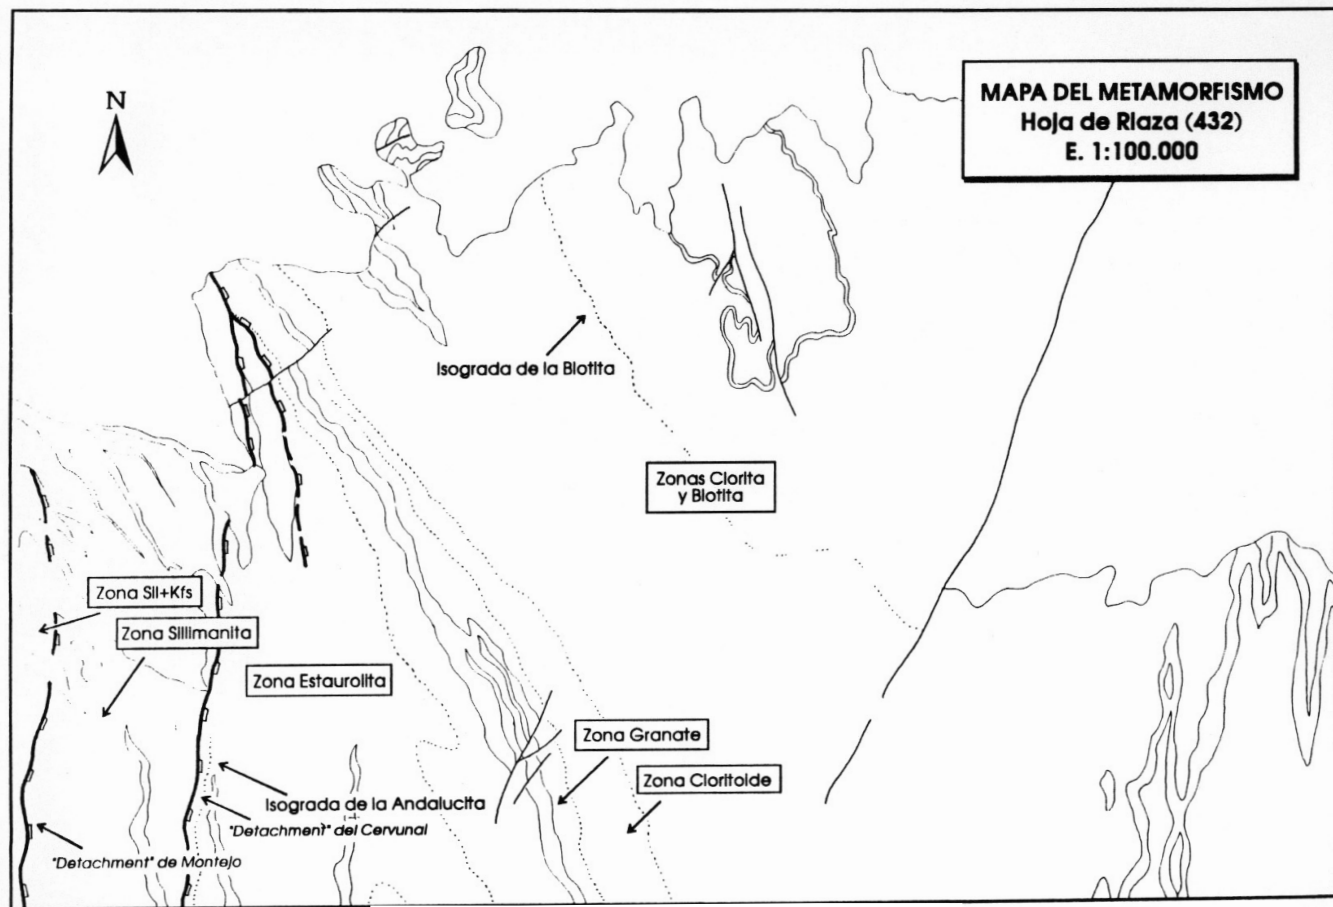 MAPA DEL METAMORFISMO
Hoja de Riaza (432)
E. 1:100.000
N
Isograda de la Biotita
Zonas Clorita
y Biotita
Zona Sil+Kfs
Zona Sillimanita
Zona Estaurolita
Zona Granate
Zona Cloritoide
Isograda de la Andalucita
"Detachment" del Cervunal
"Detachment" de Montejo